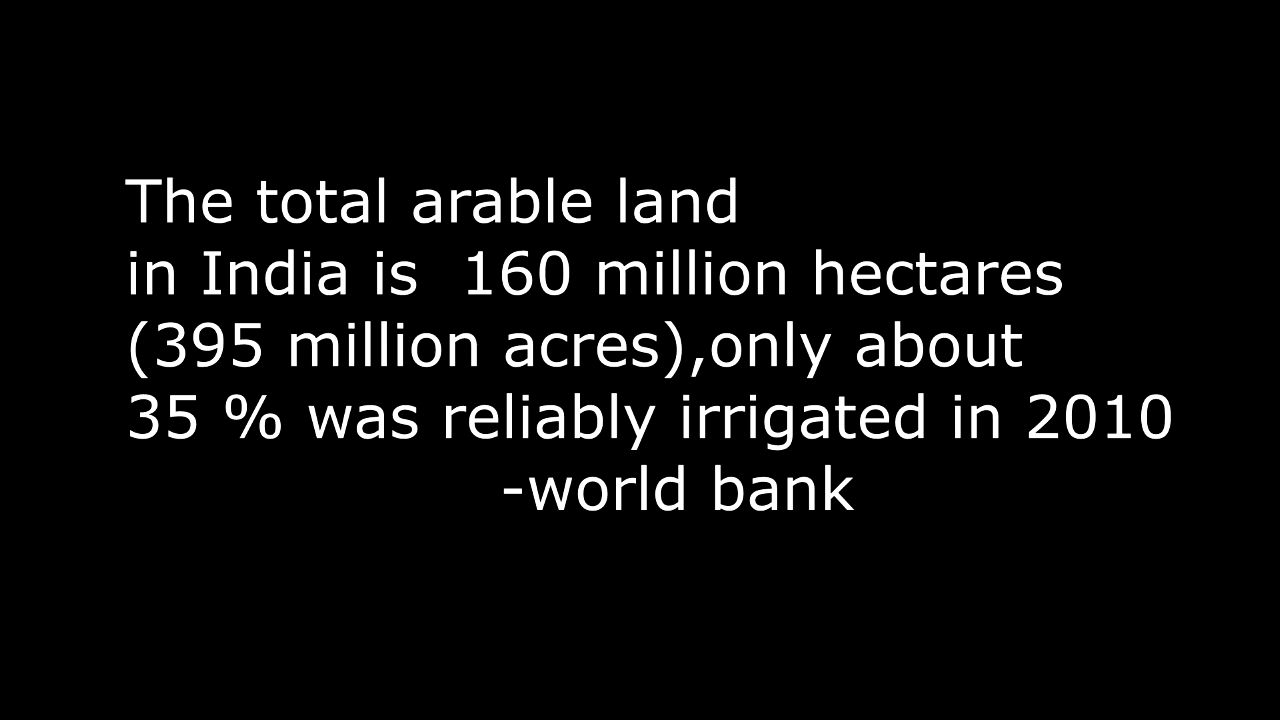 The total arable land
in India is  160 million hectares
(395 million acres),only about
35 % was reliably irrigated in 2010
-world bank